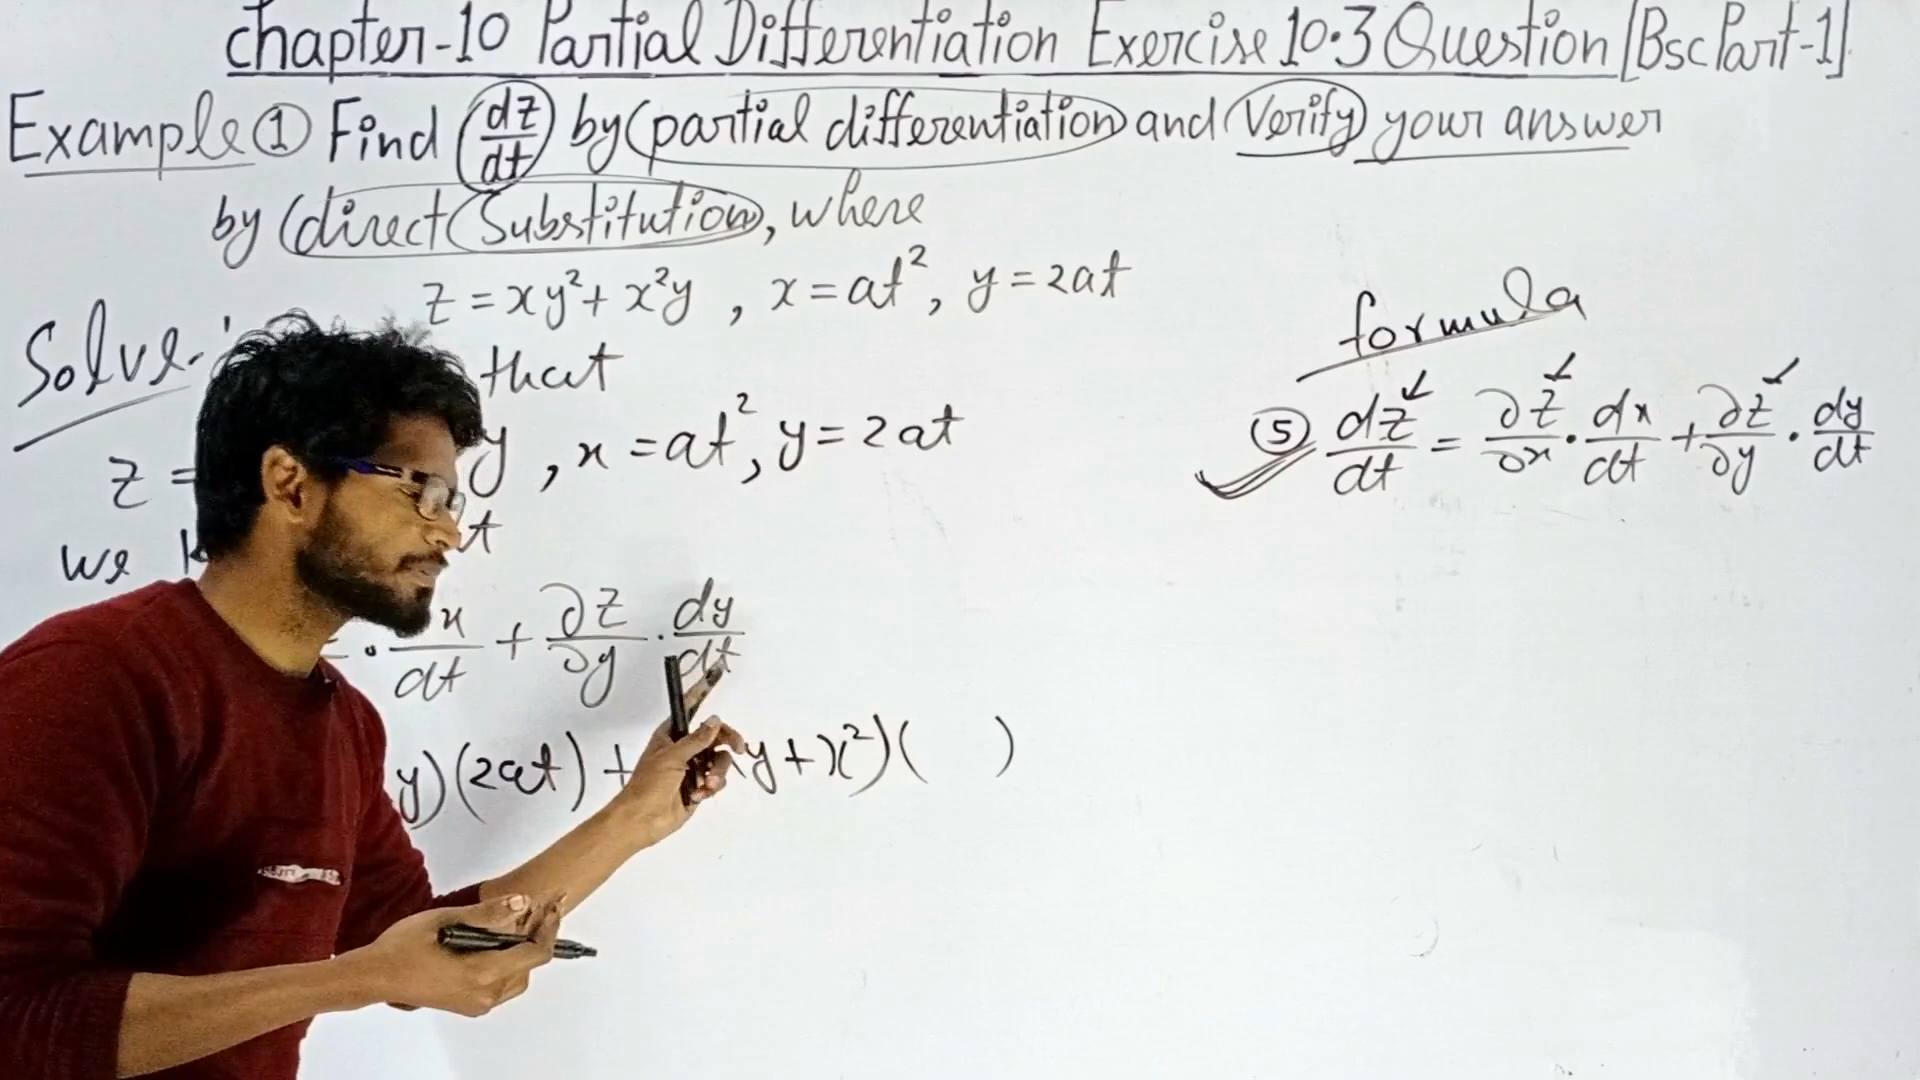 chapter-10 Partial Differentiation Exercise 10.3 Question [Bsc Part-1]
Example ① Find dz/dt by partial differentiation and Verify your answer
by direct Substitution, where
z = xy² + x²y , x = at², y = 2at
Solve:
that
z = y , x = at², y = 2at
we
x/dt + ∂z/∂y · dy/dt
y)(2at) + y + x²)( )
formula
⑤ dz/dt = ∂z/∂x · dx/dt + ∂z/∂y · dy/dt